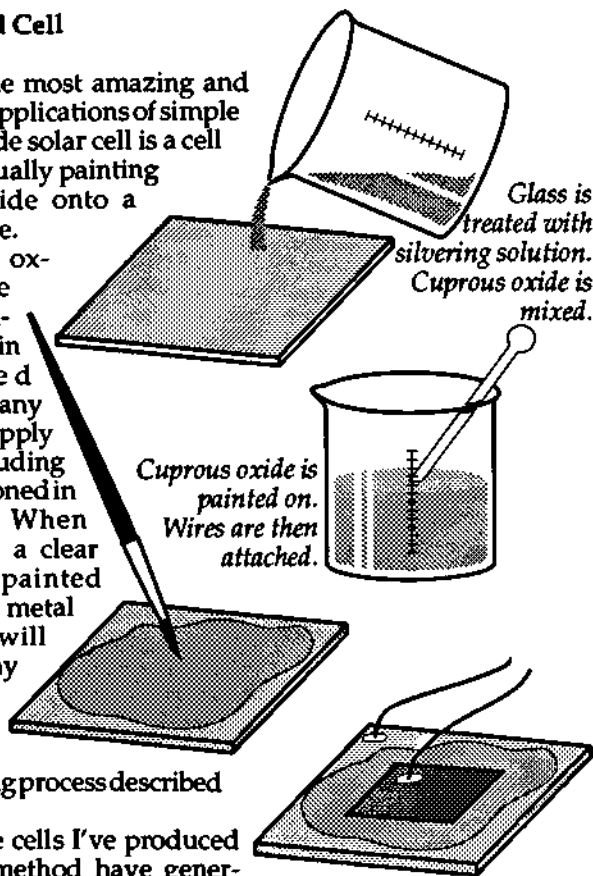 l Cell
e most amazing and
applications of simple
de solar cell is a cell
ually painting
ide onto a
e.
ox-
e
-
in
e d
any
pply
uding
oned in
When
a clear
painted
metal
will
y
g process described
e cells I've produced
method have gener-
Glass is
treated with
silvering solution.
Cuprous oxide is
mixed.
Cuprous oxide is
painted on.
Wires are then
attached.